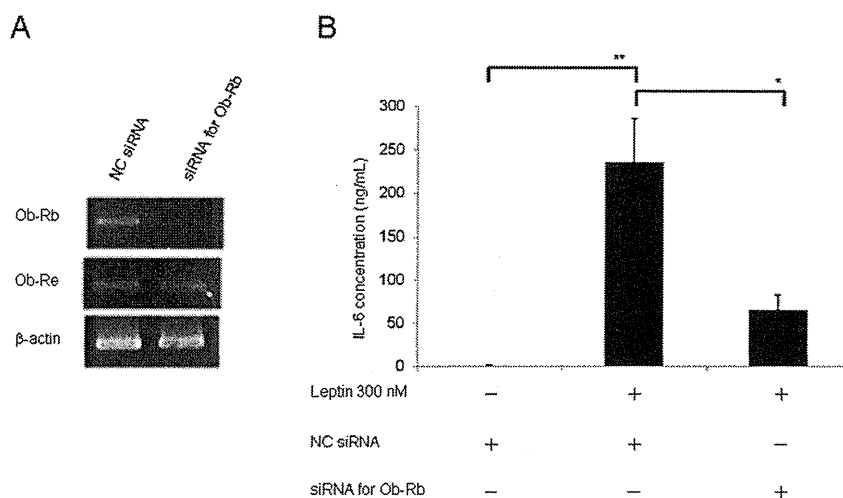 A
NC siRNA
siRNA for Ob-Rb
Ob-Rb
Ob-Re
β-actin
B
**
*
IL-6 concentration (ng/mL)
300
250
200
150
100
50
0
Leptin 300 nM − + +
NC siRNA + + −
siRNA for Ob-Rb − − +